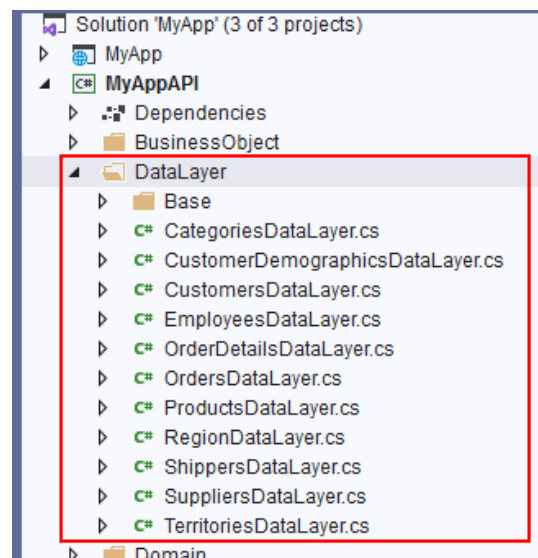 Solution 'MyApp' (3 of 3 projects)
MyApp
C# MyAppAPI
Dependencies
BusinessObject
DataLayer
Base
C# CategoriesDataLayer.cs
C# CustomerDemographicsDataLayer.cs
C# CustomersDataLayer.cs
C# EmployeesDataLayer.cs
C# OrderDetailsDataLayer.cs
C# OrdersDataLayer.cs
C# ProductsDataLayer.cs
C# RegionDataLayer.cs
C# ShippersDataLayer.cs
C# SuppliersDataLayer.cs
C# TerritoriesDataLayer.cs
Domain